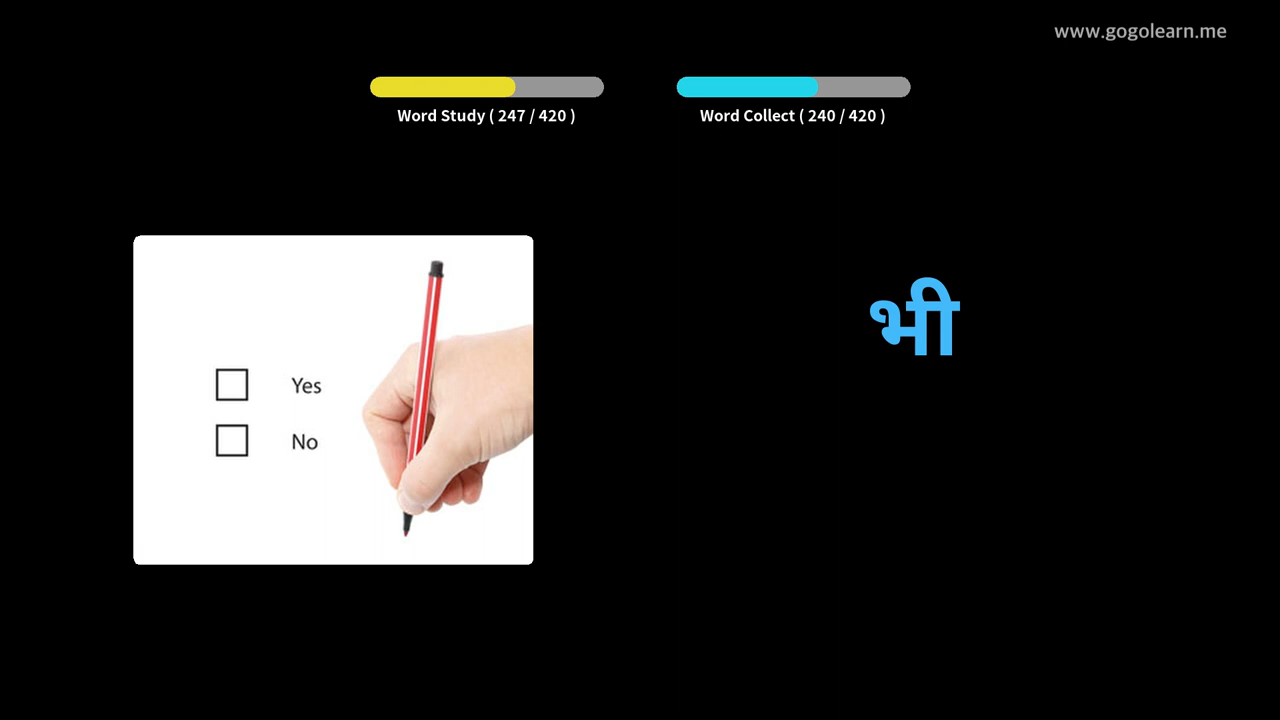 www.gogolearn.me
Word Study ( 247 / 420 )
Word Collect ( 240 / 420 )
भी
Yes
No